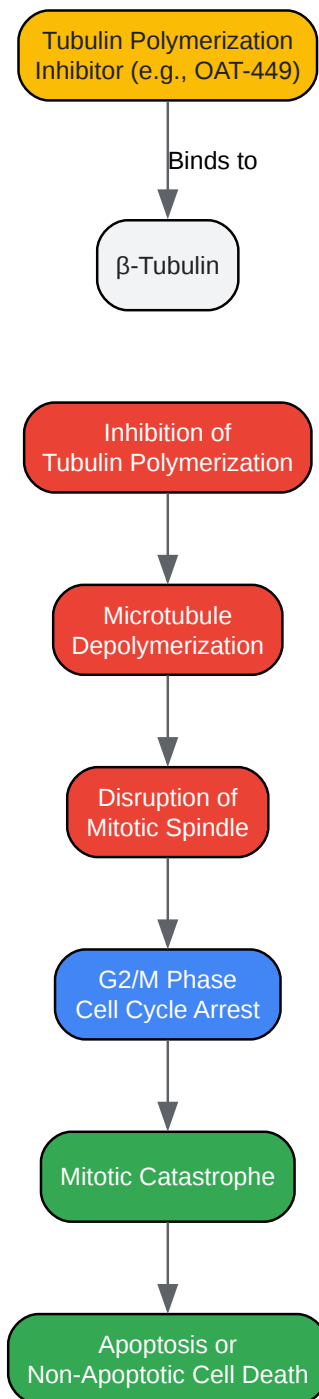 Tubulin Polymerization
Inhibitor (e.g., OAT-449)
Binds to
β-Tubulin
Inhibition of
Tubulin Polymerization
Microtubule
Depolymerization
Disruption of
Mitotic Spindle
G2/M Phase
Cell Cycle Arrest
Mitotic Catastrophe
Apoptosis or
Non-Apoptotic Cell Death